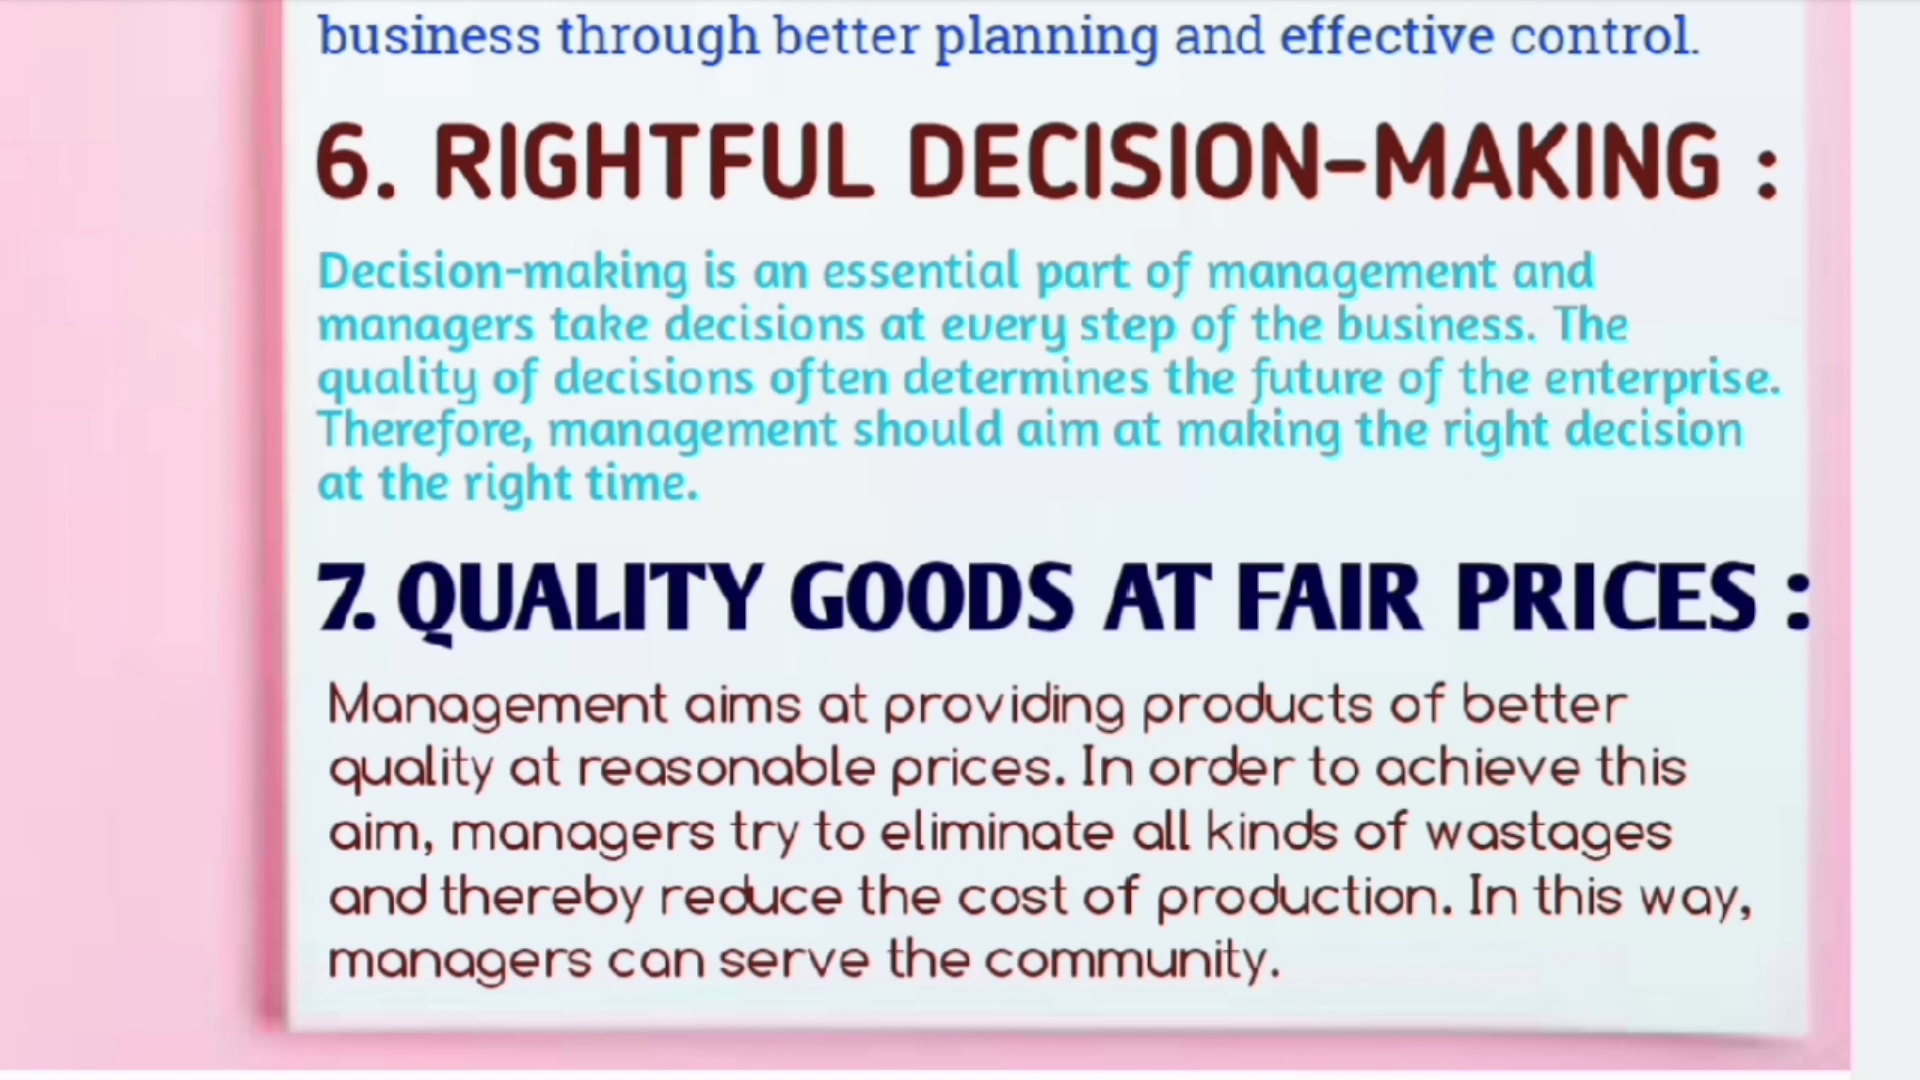 business through better planning and effective control.
6. RIGHTFUL DECISION-MAKING :
Decision-making is an essential part of management and
managers take decisions at every step of the business. The
quality of decisions often determines the future of the enterprise.
Therefore, management should aim at making the right decision
at the right time.
7. QUALITY GOODS AT FAIR PRICES :
Management aims at providing products of better
quality at reasonable prices. In order to achieve this
aim, managers try to eliminate all kinds of wastages
and thereby reduce the cost of production. In this way,
managers can serve the community.